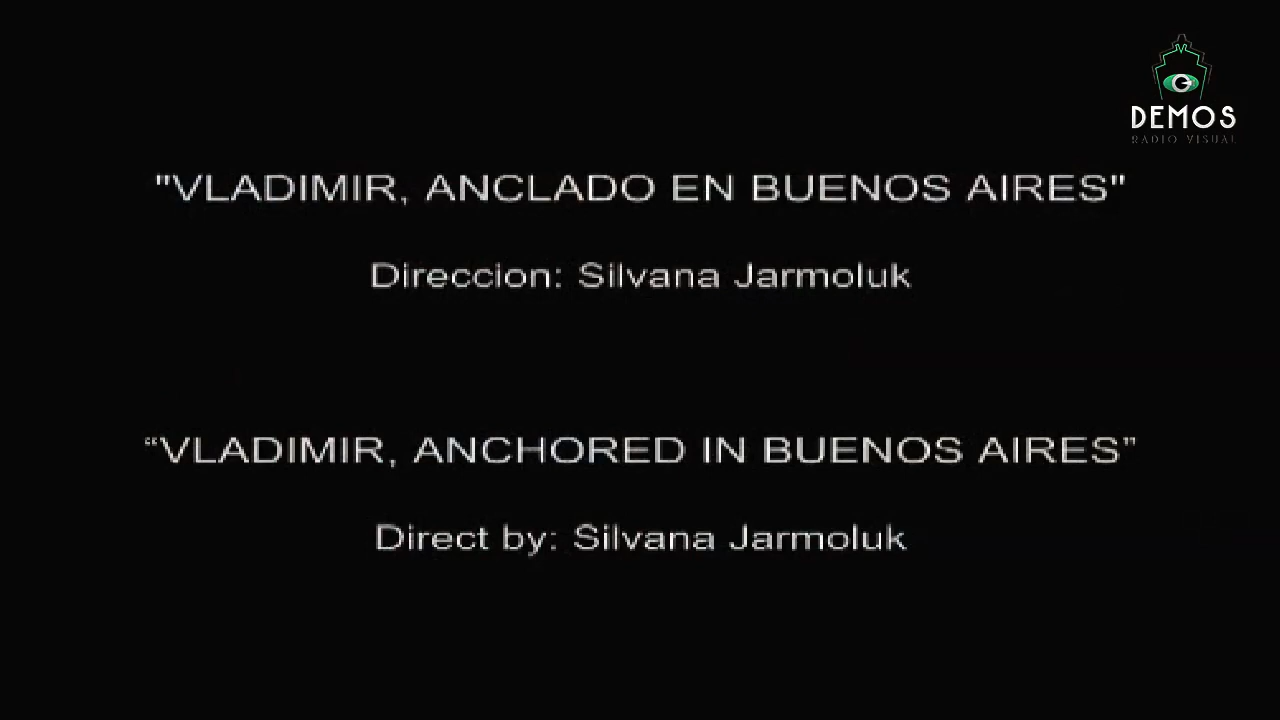 DEMOS
RADIO VISUAL
"VLADIMIR, ANCLADO EN BUENOS AIRES"
Direccion: Silvana Jarmoluk
“VLADIMIR, ANCHORED IN BUENOS AIRES”
Direct by: Silvana Jarmoluk